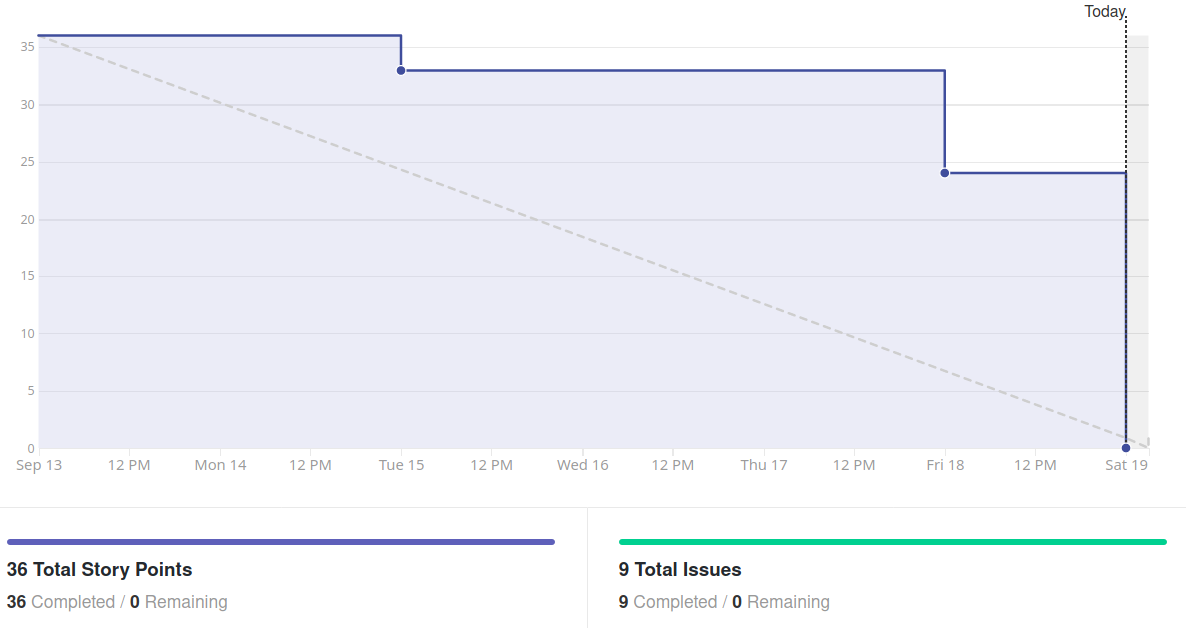 Today
35
30
25
20
15
10
5
0
Sep 13 12 PM Mon 14 12 PM Tue 15 12 PM Wed 16 12 PM Thu 17 12 PM Fri 18 12 PM Sat 19
36 Total Story Points
36 Completed / 0 Remaining
9 Total Issues
9 Completed / 0 Remaining